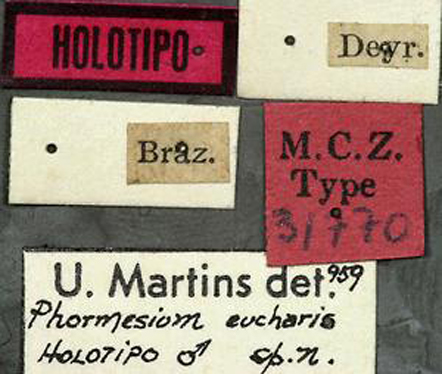 HOLOTIPO
Deyr.
Braz.
M.C.Z.
Type
31770
U. Martins det. 959
Phormesium eucharis
HOLOTIPO ♂ sp.n.